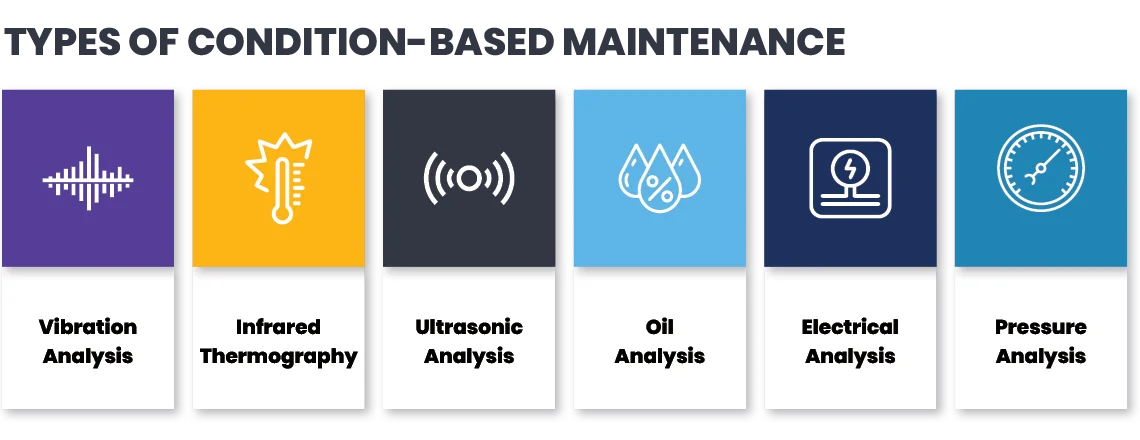 TYPES OF CONDITION-BASED MAINTENANCE
Vibration
Analysis
Infrared
Thermography
Ultrasonic
Analysis
%
Oil
Analysis
Electrical
Analysis
Pressure
Analysis